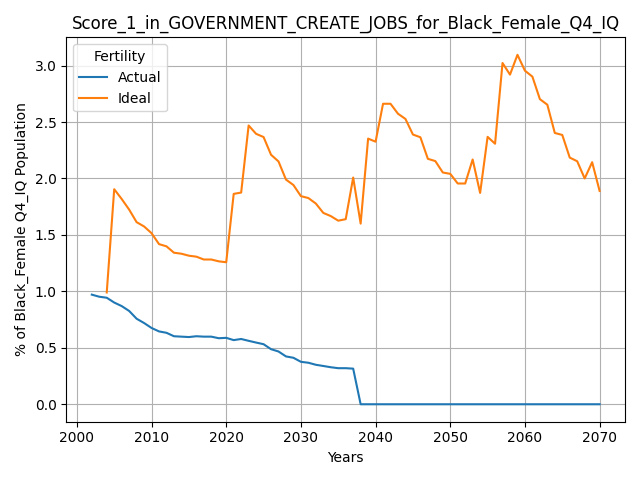 Score_1_in_GOVERNMENT_CREATE_JOBS_for_Black_Female_Q4_IQ
Fertility
Actual
Ideal
% of Black_Female Q4_IQ Population
3.0
2.5
2.0
1.5
1.0
0.5
0.0
2000 2010 2020 2030 2040 2050 2060 2070
Years